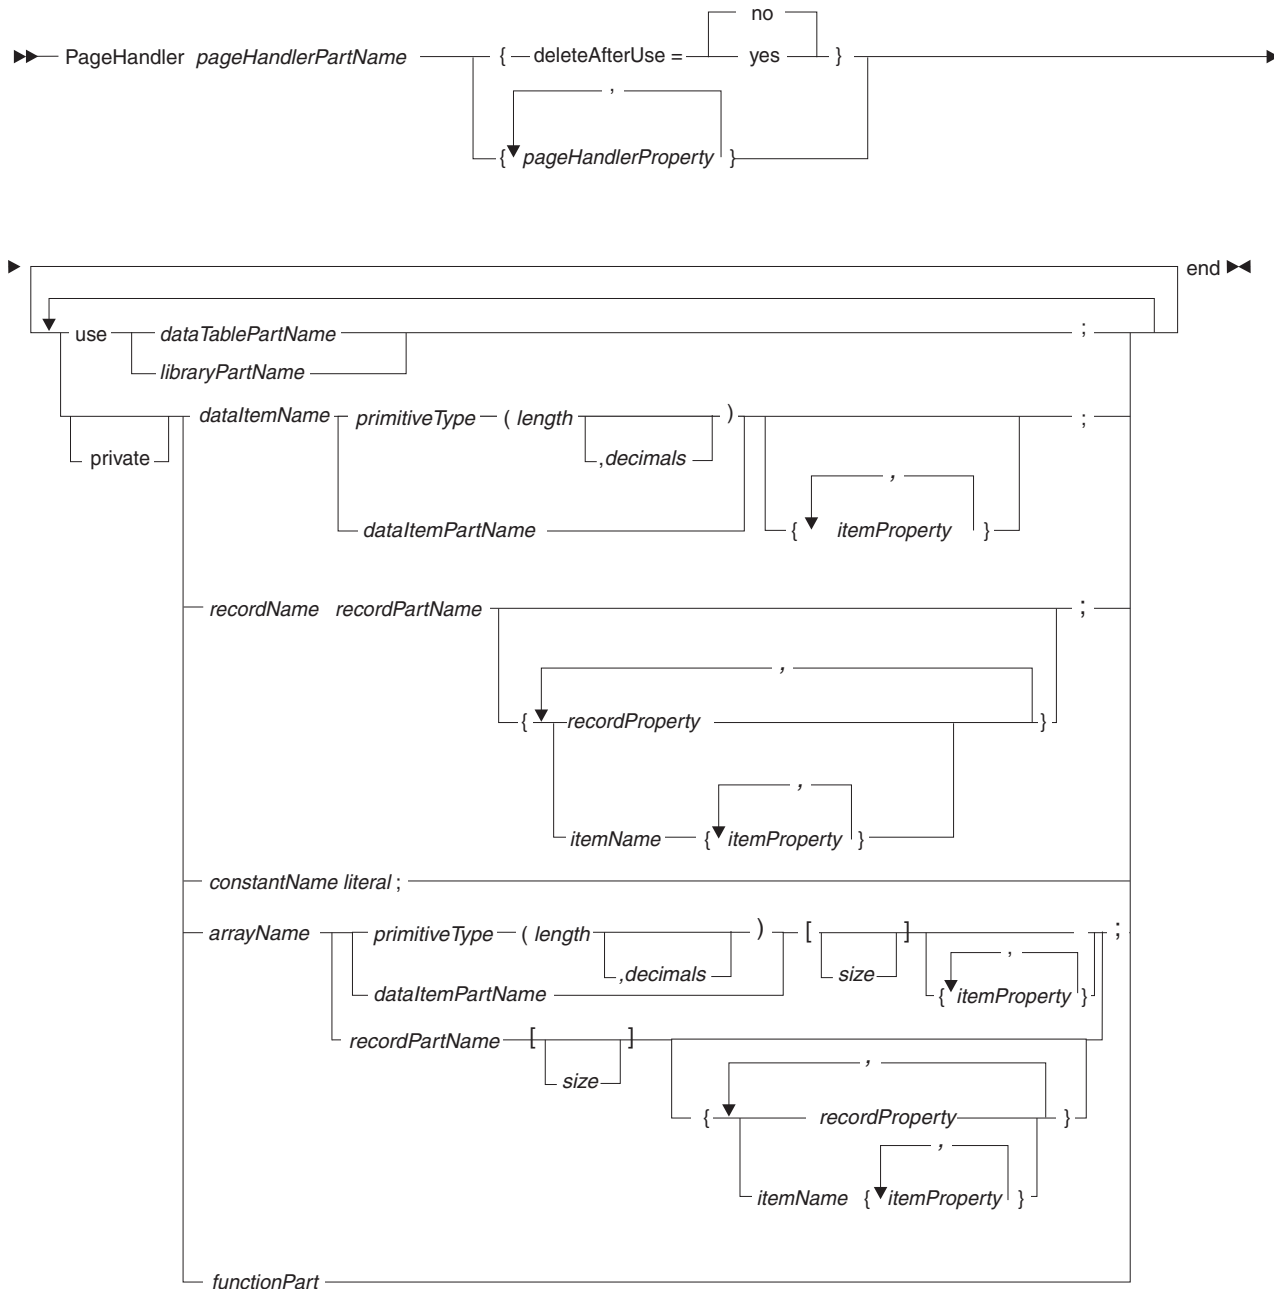 no
PageHandler pageHandlerPartName { deleteAfterUse = yes }
,
{ pageHandlerProperty }
end
use dataTablePartName ;
libraryPartName
dataItemName primitiveType ( length ) ;
private ,decimals
,
dataItemPartName { itemProperty }
recordName recordPartName ;
,
{ recordProperty }
,
itemName { itemProperty }
constantName literal ;
arrayName primitiveType ( length ) [ ] ;
,decimals size ,
dataItemPartName { itemProperty }
recordPartName [ ]
size ,
{ recordProperty }
,
itemName { itemProperty }
functionPart